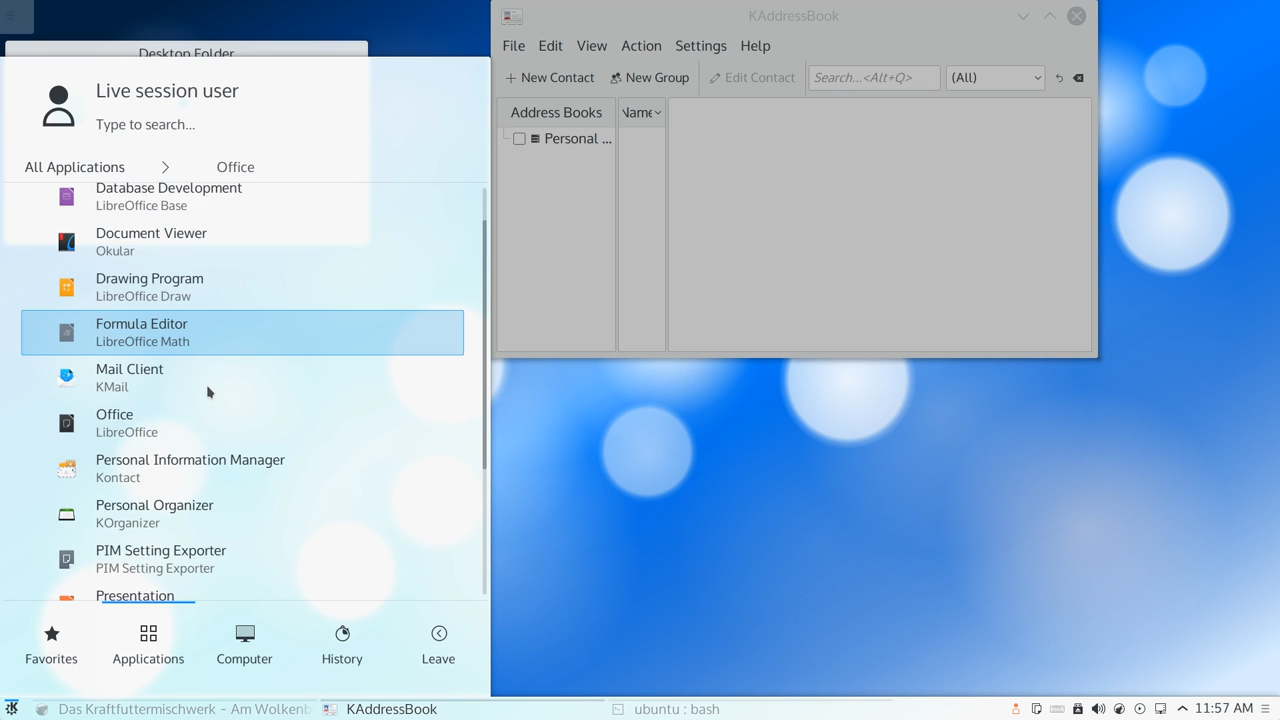 KAddressBook
Desktop Folder
File Edit View Action Settings Help
New Contact New Group Edit Contact Search...<Alt+Q> (All)
Address Books Name
Personal ...
Live session user
Type to search...
All Applications Office
Database Development
LibreOffice Base
Document Viewer
Okular
Drawing Program
LibreOffice Draw
Formula Editor
LibreOffice Math
Mail Client
KMail
Office
LibreOffice
Personal Information Manager
Kontact
Personal Organizer
KOrganizer
PIM Setting Exporter
PIM Setting Exporter
Presentation
Favorites Applications Computer History Leave
Das Kraftfuttermischwerk - Am Wolkenb KAddressBook ubuntu : bash 11:57 AM